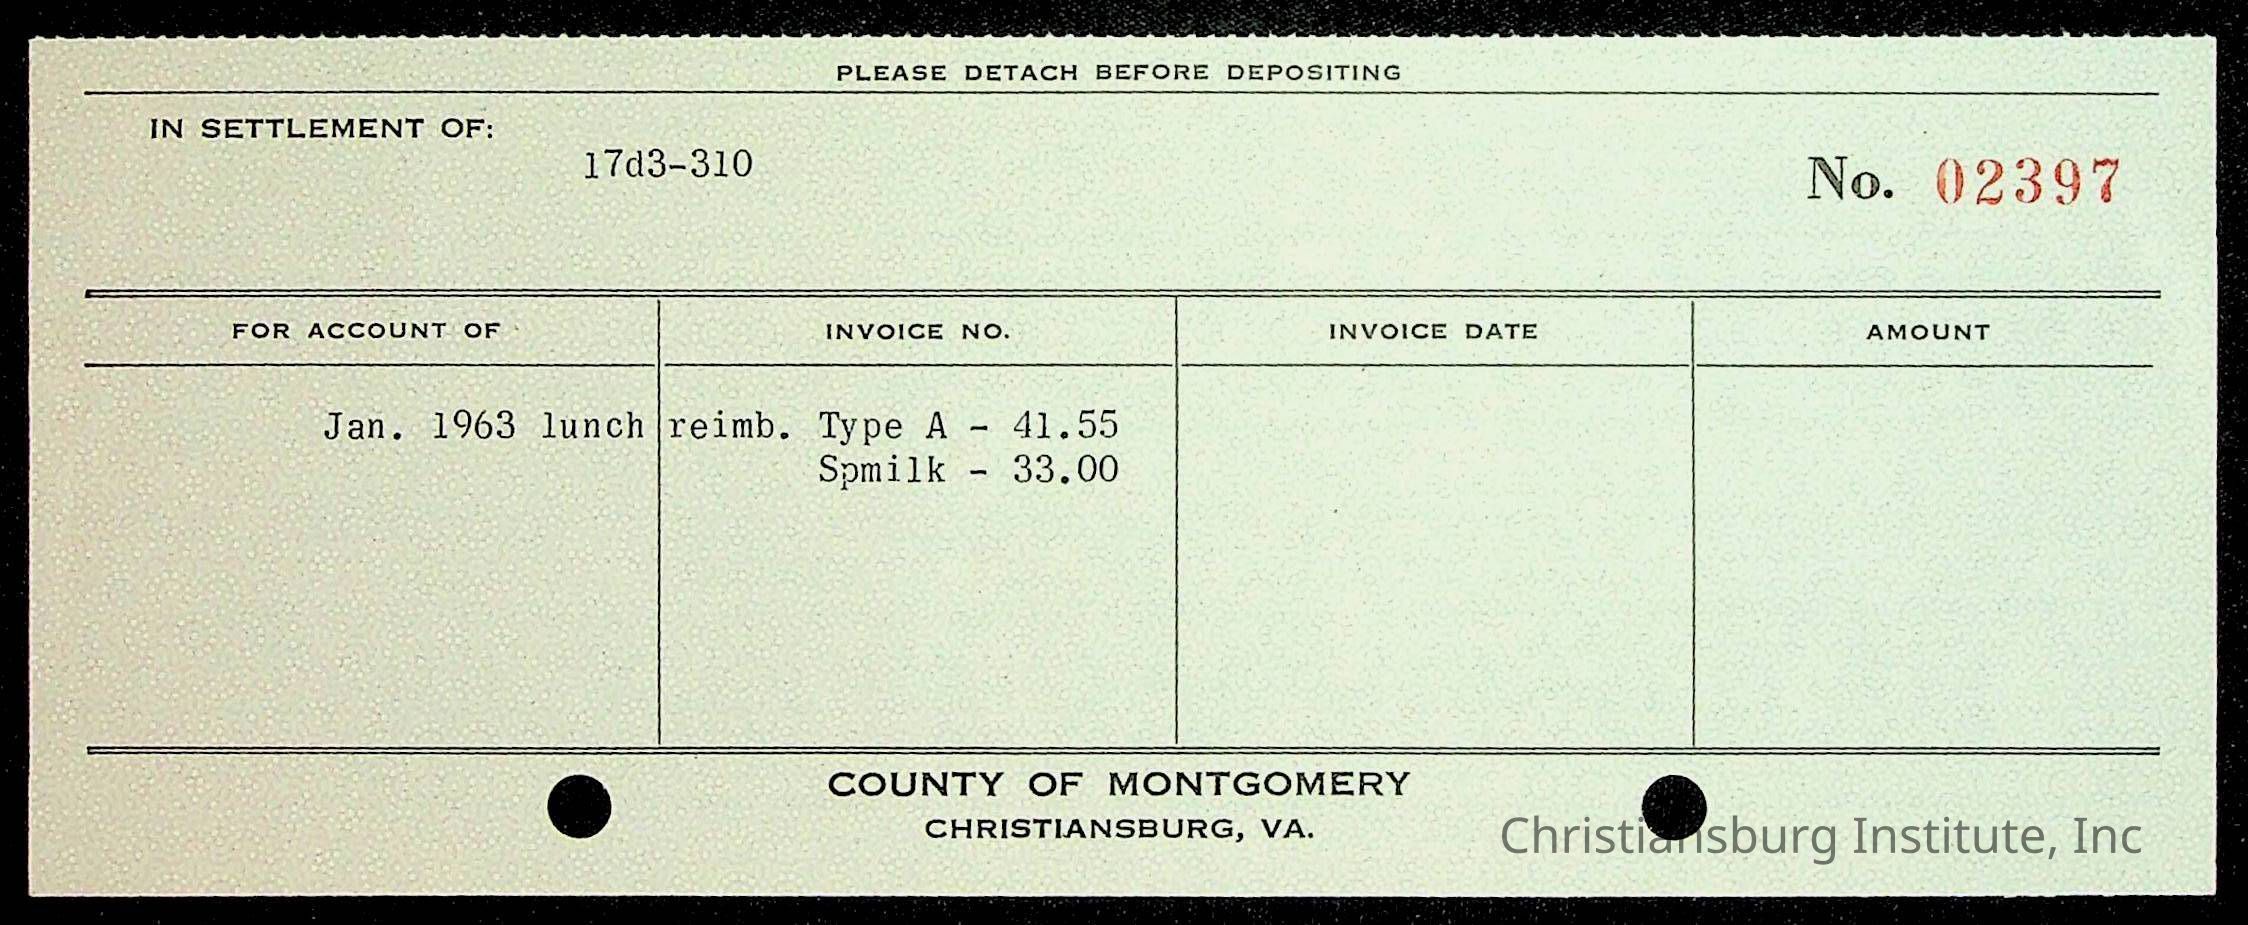 PLEASE DETACH BEFORE DEPOSITING
IN SETTLEMENT OF:
17d3-310
No. 02397
FOR ACCOUNT OF INVOICE NO. INVOICE DATE AMOUNT
Jan. 1963 lunch reimb. Type A - 41.55
Spmilk - 33.00
COUNTY OF MONTGOMERY
CHRISTIANSBURG, VA.
Christiansburg Institute, Inc